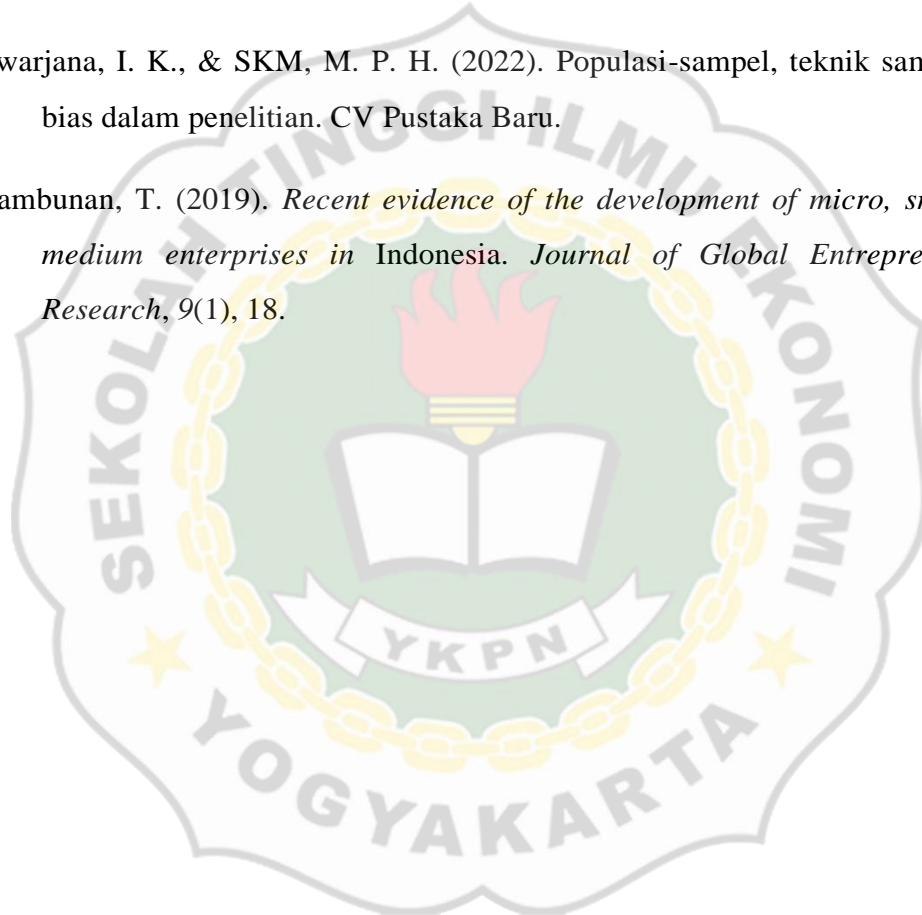 warjana, I. K., & SKM, M. P. H. (2022). Populasi-sampel, teknik san
bias dalam penelitian. CV Pustaka Baru.
ambunan, T. (2019). Recent evidence of the development of micro, sr
medium enterprises in Indonesia. Journal of Global Entrepre
Research, 9(1), 18.
SEKOLAH TINGGI ILMU EKONOMI
YKPN
YOGYAKARTA